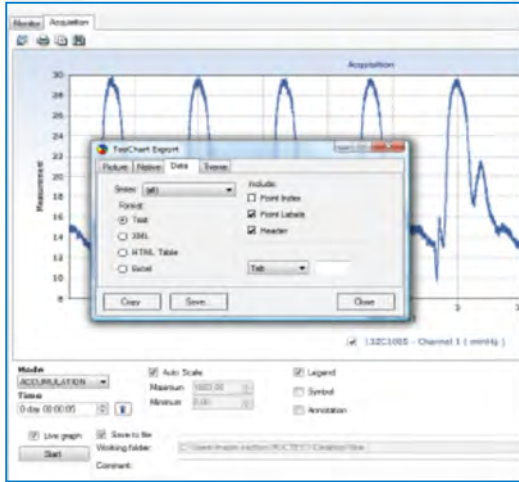 Monitor Acquisition
Acquisition
30
28
26
24
22
20
18
16
14
12
10
8
Measurement
TeeChart Export
Picture Native Data Theme
Series: (all)
Include:
Point Index
Format:
Text
Point Labels
XML
Header
HTML Table
Excel
Tab
Copy Save... Close
Channel 1 ( mmHg )
Mode
ACCUMULATION
Time
0 day 00:00:05
Auto Scale
Maximum
Minimum 0.00
Legend
Symbol
Annotation
Live graph
Save to file
Start
Working folder:
Comment: